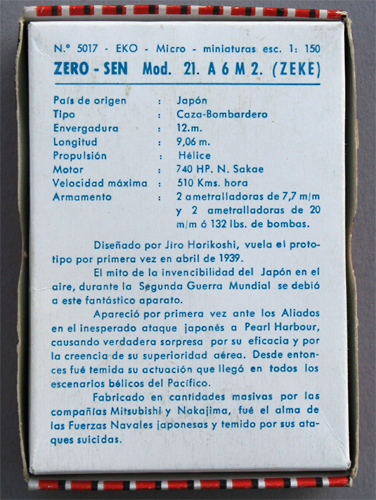 N.º 5017 - EKO - Micro - miniaturas esc. 1: 150
ZERO - SEN Mod. 21. A 6 M 2. (ZEKE)
País de origen : Japón
Tipo : Caza-Bombardero
Envergadura : 12.m.
Longitud : 9,06 m.
Propulsión : Hélice
Motor : 740 HP. N. Sakae
Velocidad máxima : 510 Kms. hora
Armamento : 2 ametralladoras de 7,7 m/m
y 2 ametralladoras de 20
m/m ó 132 lbs. de bombas.
Diseñado por Jiro Horikoshi, vuela el proto-
tipo por primera vez en abril de 1939.
El mito de la invencibilidad del Japón en el
aire, durante la Segunda Guerra Mundial se debió
a este fantástico aparato.
Apareció por primera vez ante los Aliados
en el inesperado ataque japonés a Pearl Harbour,
causando verdadera sorpresa por su eficacia y por
la creencia de su superioridad aérea. Desde enton-
ces fué temida su actuación que llegó en todos los
escenarios bélicos del Pacífico.
Fabricado en cantidades masivas por las
compañías Mitsubishi y Nakajima, fué el alma de
las Fuerzas Navales japonesas y temido por sus ata-
ques suicidas.